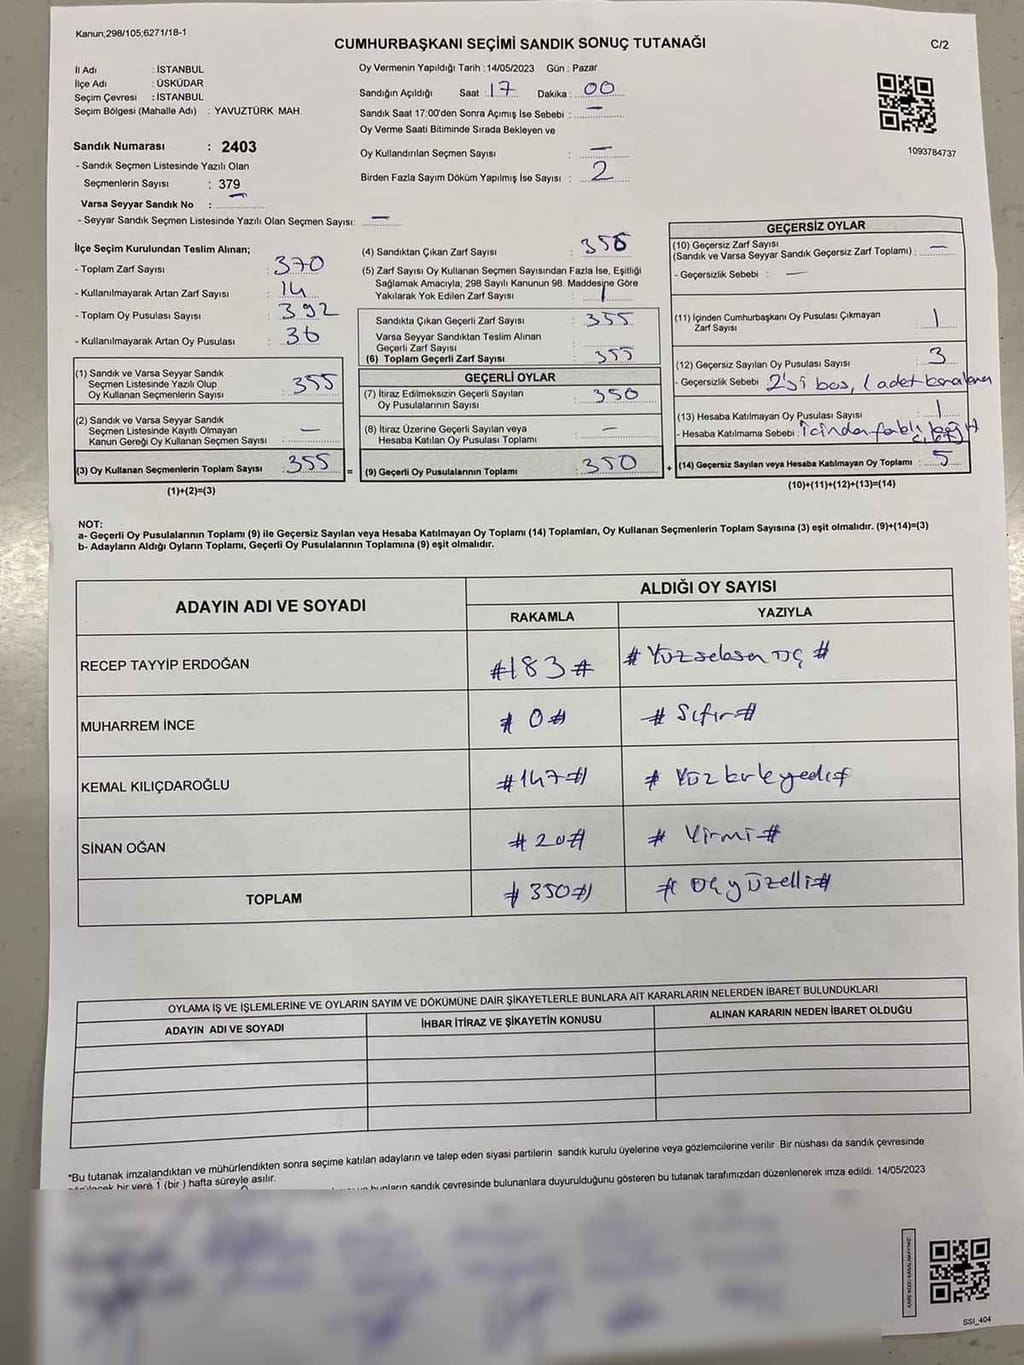 Kanun;298/105;6271/18-1
CUMHURBAŞKANI SEÇİMİ SANDIK SONUÇ TUTANAĞI
C/2
İl Adı : İSTANBUL
İlçe Adı : ÜSKÜDAR
Seçim Çevresi : İSTANBUL
Seçim Bölgesi (Mahalle Adı) : YAVUZTÜRK MAH.
Oy Vermenin Yapıldığı Tarih : 14/05/2023 Gün : Pazar
Sandığın Açıldığı Saat : 17 Dakika : 00
Sandık Saat 17:00'den Sonra Açımış İse Sebebi : —
Oy Verme Saati Bitiminde Sırada Bekleyen ve
Oy Kullandırılan Seçmen Sayısı : —
Birden Fazla Sayım Döküm Yapılmış İse Sayısı : 2
1093784737
Sandık Numarası : 2403
- Sandık Seçmen Listesinde Yazılı Olan
Seçmenlerin Sayısı : 379
Varsa Seyyar Sandık No : —
- Seyyar Sandık Seçmen Listesinde Yazılı Olan Seçmen Sayısı: —
İlçe Seçim Kurulundan Teslim Alınan;
- Toplam Zarf Sayısı : 370
- Kullanılmayarak Artan Zarf Sayısı : 14
- Toplam Oy Pusulası Sayısı : 392
- Kullanılmayarak Artan Oy Pusulası : 36
(1) Sandık ve Varsa Seyyar Sandık
Seçmen Listesinde Yazılı Olup
Oy Kullanan Seçmenlerin Sayısı : 355
(2) Sandık ve Varsa Seyyar Sandık
Seçmen Listesinde Kayıtlı Olmayan
Kanun Gereği Oy Kullanan Seçmen Sayısı : —
(3) Oy Kullanan Seçmenlerin Toplam Sayısı : 355 =
(1)+(2)=(3)
(4) Sandıktan Çıkan Zarf Sayısı : 356
(5) Zarf Sayısı Oy Kullanan Seçmen Sayısından Fazla İse, Eşitliği
Sağlamak Amacıyla; 298 Sayılı Kanunun 98. Maddesine Göre
Yakılarak Yok Edilen Zarf Sayısı : 1
Sandıkta Çıkan Geçerli Zarf Sayısı : 355
Varsa Seyyar Sandıktan Teslim Alınan
Geçerli Zarf Sayısı :
(6) Toplam Geçerli Zarf Sayısı : 355
GEÇERLİ OYLAR
(7) İtiraz Edilmeksizin Geçerli Sayılan
Oy Pusulalarının Sayısı : 350
(8) İtiraz Üzerine Geçerli Sayılan veya
Hesaba Katılan Oy Pusulası Toplamı : —
(9) Geçerli Oy Pusulalarının Toplamı : 350 +
GEÇERSİZ OYLAR
(10) Geçersiz Zarf Sayısı
(Sandık ve Varsa Seyyar Sandık Geçersiz Zarf Toplamı) : —
- Geçersizlik Sebebi : —
(11) İçinden Cumhurbaşkanı Oy Pusulası Çıkmayan
Zarf Sayısı : 1
(12) Geçersiz Sayılan Oy Pusulası Sayısı : 3
- Geçersizlik Sebebi : 2'si boş, 1 adet
(13) Hesaba Katılmayan Oy Pusulası Sayısı : 1
- Hesaba Katılmama Sebebi : içinden farklı kağıt
(14) Geçersiz Sayılan veya Hesaba Katılmayan Oy Toplamı : 5
(10)+(11)+(12)+(13)=(14)
NOT:
a- Geçerli Oy Pusulalarının Toplamı (9) ile Geçersiz Sayılan veya Hesaba Katılmayan Oy Toplamı (14) Toplamları, Oy Kullanan Seçmenlerin Toplam Sayısına (3) eşit olmalıdır. (9)+(14)=(3)
b- Adayların Aldığı Oyların Toplamı, Geçerli Oy Pusulalarının Toplamına (9) eşit olmalıdır.
ADAYIN ADI VE SOYADI ALDIĞI OY SAYISI
RAKAMLA YAZIYLA
RECEP TAYYİP ERDOĞAN #183# #Yüzseksen üç#
MUHARREM İNCE #0# #Sıfır#
KEMAL KILIÇDAROĞLU #147# #Yüzkırkyedi#
SİNAN OĞAN #20# #Yirmi#
TOPLAM #350# #Üçyüzelli#
OYLAMA İŞ VE İŞLEMLERİNE VE OYLARIN SAYIM VE DÖKÜMÜNE DAİR ŞİKAYETLERLE BUNLARA AİT KARARLARIN NELERDEN İBARET BULUNDUKLARI
ADAYIN ADI VE SOYADI İHBAR İTİRAZ VE ŞİKAYETİN KONUSU ALINAN KARARIN NEDEN İBARET OLDUĞU
*Bu tutanak imzalandıktan ve mühürlendikten sonra seçime katılan adayların ve talep eden siyasi partilerin sandık kurulu üyelerine veya gözlemcilerine verilir .Bir nüshası da sandık çevresinde
bir yere 1 (bir ) hafta süreyle asılır.
bunların sandık çevresinde bulunanlara duyurulduğunu gösteren bu tutanak tarafımızdan düzenlenerek imza edildi. 14/05/2023
SSI_404